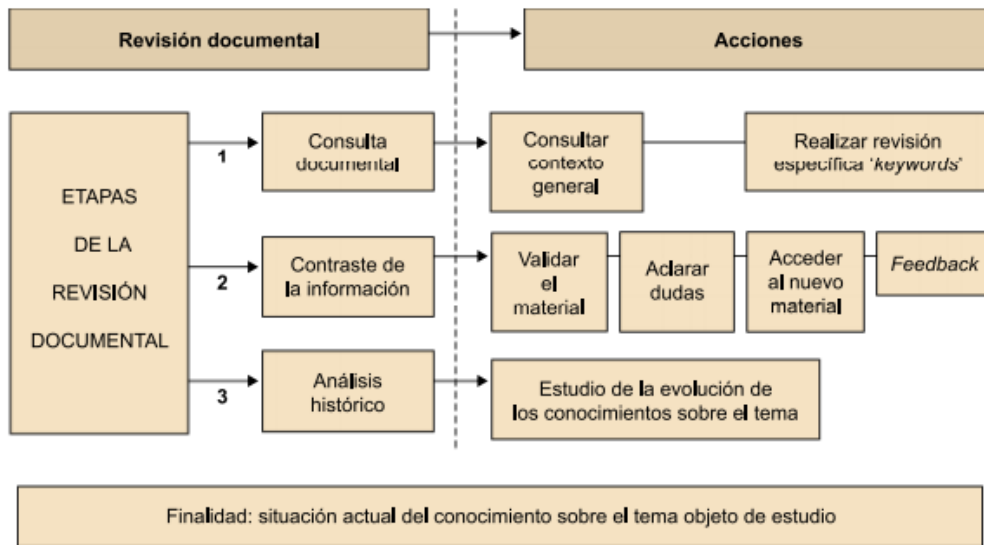 Revisión documental
Acciones
ETAPAS
DE LA
REVISIÓN
DOCUMENTAL
1
Consulta
documental
Consultar
contexto
general
Realizar revisión
específica ‘keywords’
2
Contraste de
la información
Validar
el
material
Aclarar
dudas
Acceder
al nuevo
material
Feedback
3
Análisis
histórico
Estudio de la evolución de
los conocimientos sobre el tema
Finalidad: situación actual del conocimiento sobre el tema objeto de estudio